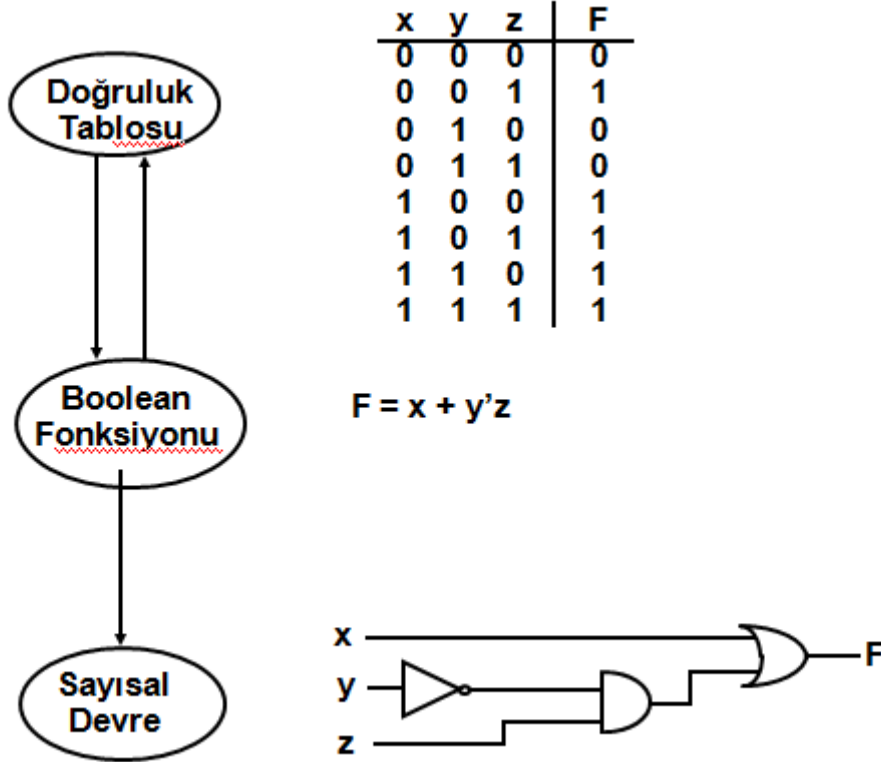 Doğruluk
Tablosu
x y z F
0 0 0 0
0 0 1 1
0 1 0 0
0 1 1 0
1 0 0 1
1 0 1 1
1 1 0 1
1 1 1 1
Boolean
Fonksiyonu
F = x + y’z
Sayısal
Devre
x
y
z
F